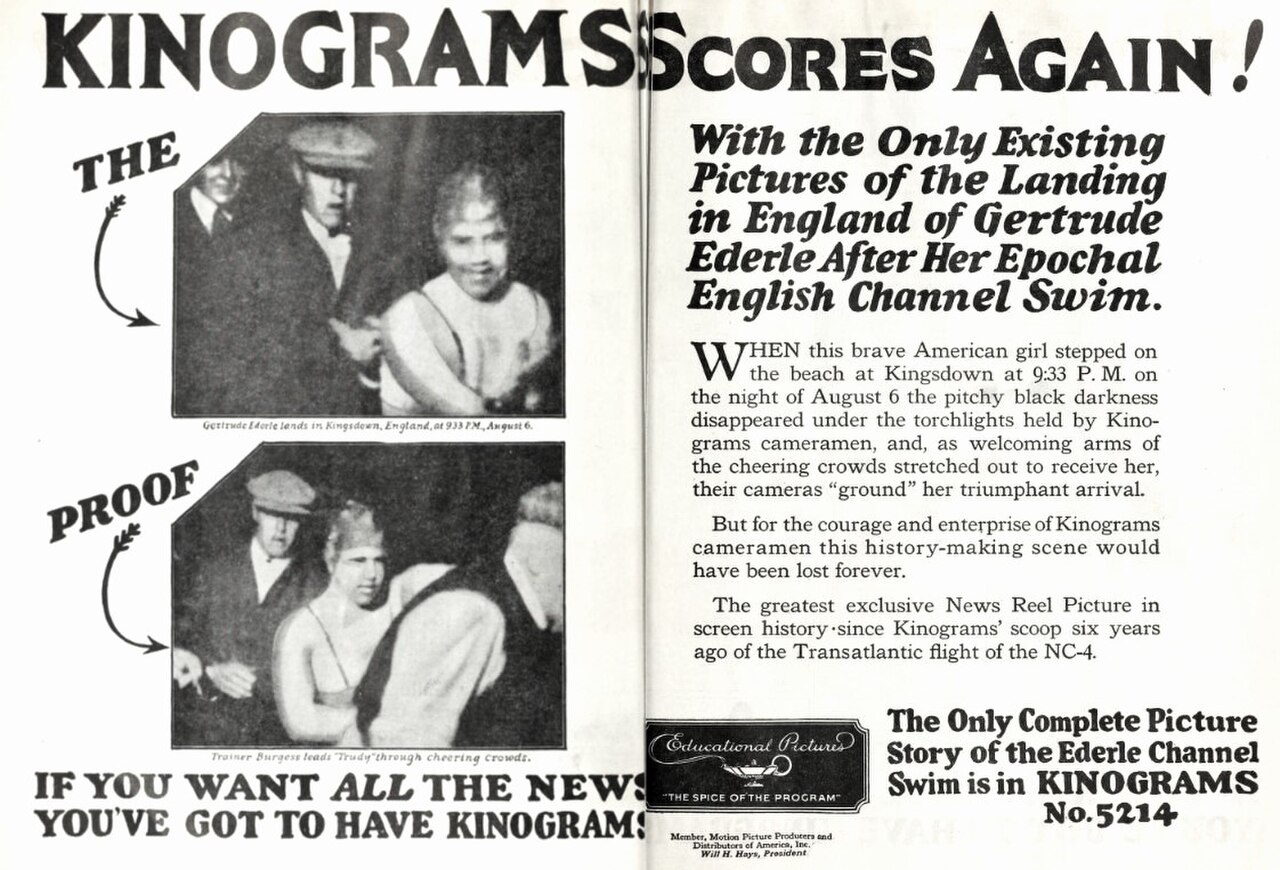 KINOGRAMS SCORES AGAIN!
THE
Gertrude Ederle lands in Kingsdown, England, at 9:33 P.M., August 6.
PROOF
Trainer Burgess leads "Trudy" through cheering crowds.
IF YOU WANT ALL THE NEWS
YOU'VE GOT TO HAVE KINOGRAMS
With the Only Existing
Pictures of the Landing
in England of Gertrude
Ederle After Her Epochal
English Channel Swim.
WHEN this brave American girl stepped on
the beach at Kingsdown at 9:33 P. M. on
the night of August 6 the pitchy black darkness
disappeared under the torchlights held by Kino-
grams cameramen, and, as welcoming arms of
the cheering crowds stretched out to receive her,
their cameras "ground" her triumphant arrival.
But for the courage and enterprise of Kinograms
cameramen this history-making scene would
have been lost forever.
The greatest exclusive News Reel Picture in
screen history since Kinograms' scoop six years
ago of the Transatlantic flight of the NC-4.
Educational Pictures
"THE SPICE OF THE PROGRAM"
Member, Motion Picture Producers and
Distributors of America, Inc.
Will H. Hays, President
The Only Complete Picture
Story of the Ederle Channel
Swim is in KINOGRAMS
No. 5214